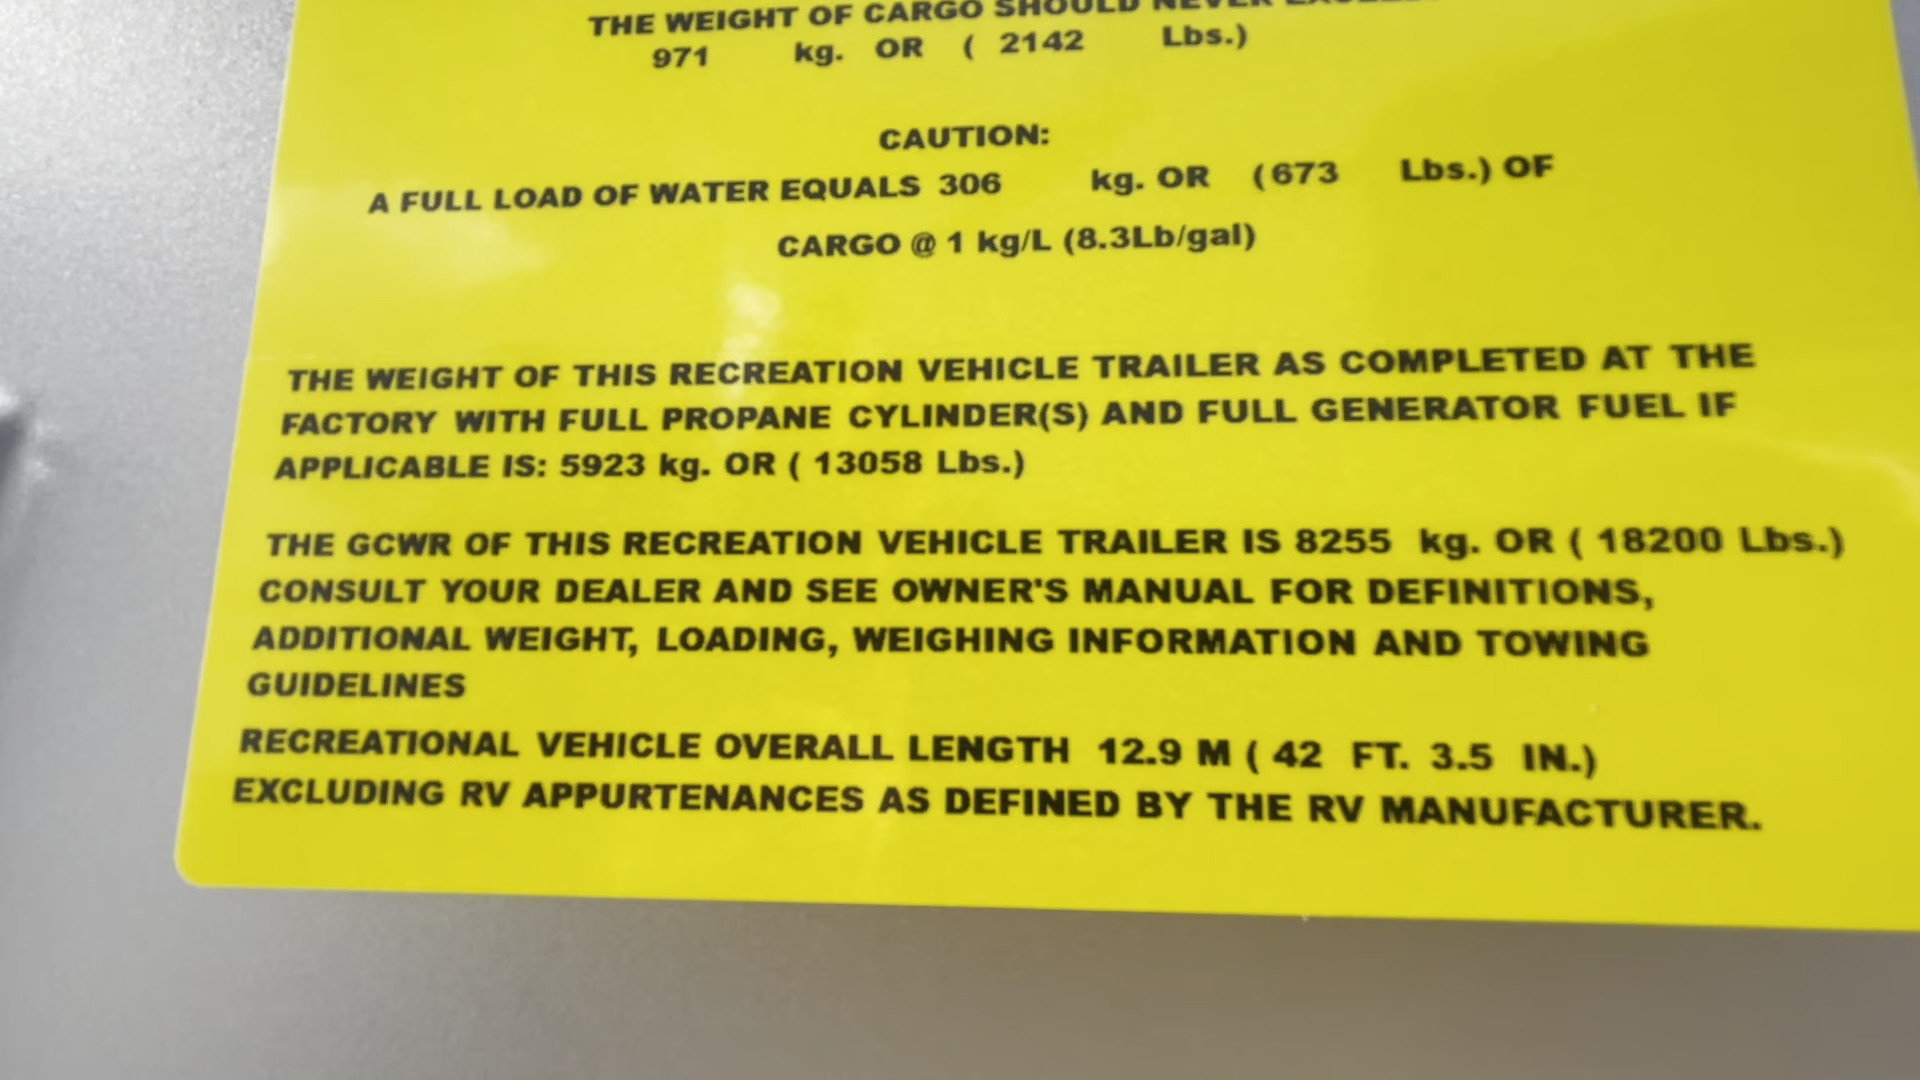 THE WEIGHT OF CARGO SHOULD NEVER
971 kg. OR ( 2142 Lbs.)
CAUTION:
A FULL LOAD OF WATER EQUALS 306 kg. OR (673 Lbs.) OF
CARGO @ 1 kg/L (8.3Lb/gal)
THE WEIGHT OF THIS RECREATION VEHICLE TRAILER AS COMPLETED AT THE
FACTORY WITH FULL PROPANE CYLINDER(S) AND FULL GENERATOR FUEL IF
APPLICABLE IS: 5923 kg. OR ( 13058 Lbs.)
THE GCWR OF THIS RECREATION VEHICLE TRAILER IS 8255 kg. OR ( 18200 Lbs.)
CONSULT YOUR DEALER AND SEE OWNER'S MANUAL FOR DEFINITIONS,
ADDITIONAL WEIGHT, LOADING, WEIGHING INFORMATION AND TOWING
GUIDELINES
RECREATIONAL VEHICLE OVERALL LENGTH 12.9 M ( 42 FT. 3.5 IN.)
EXCLUDING RV APPURTENANCES AS DEFINED BY THE RV MANUFACTURER.